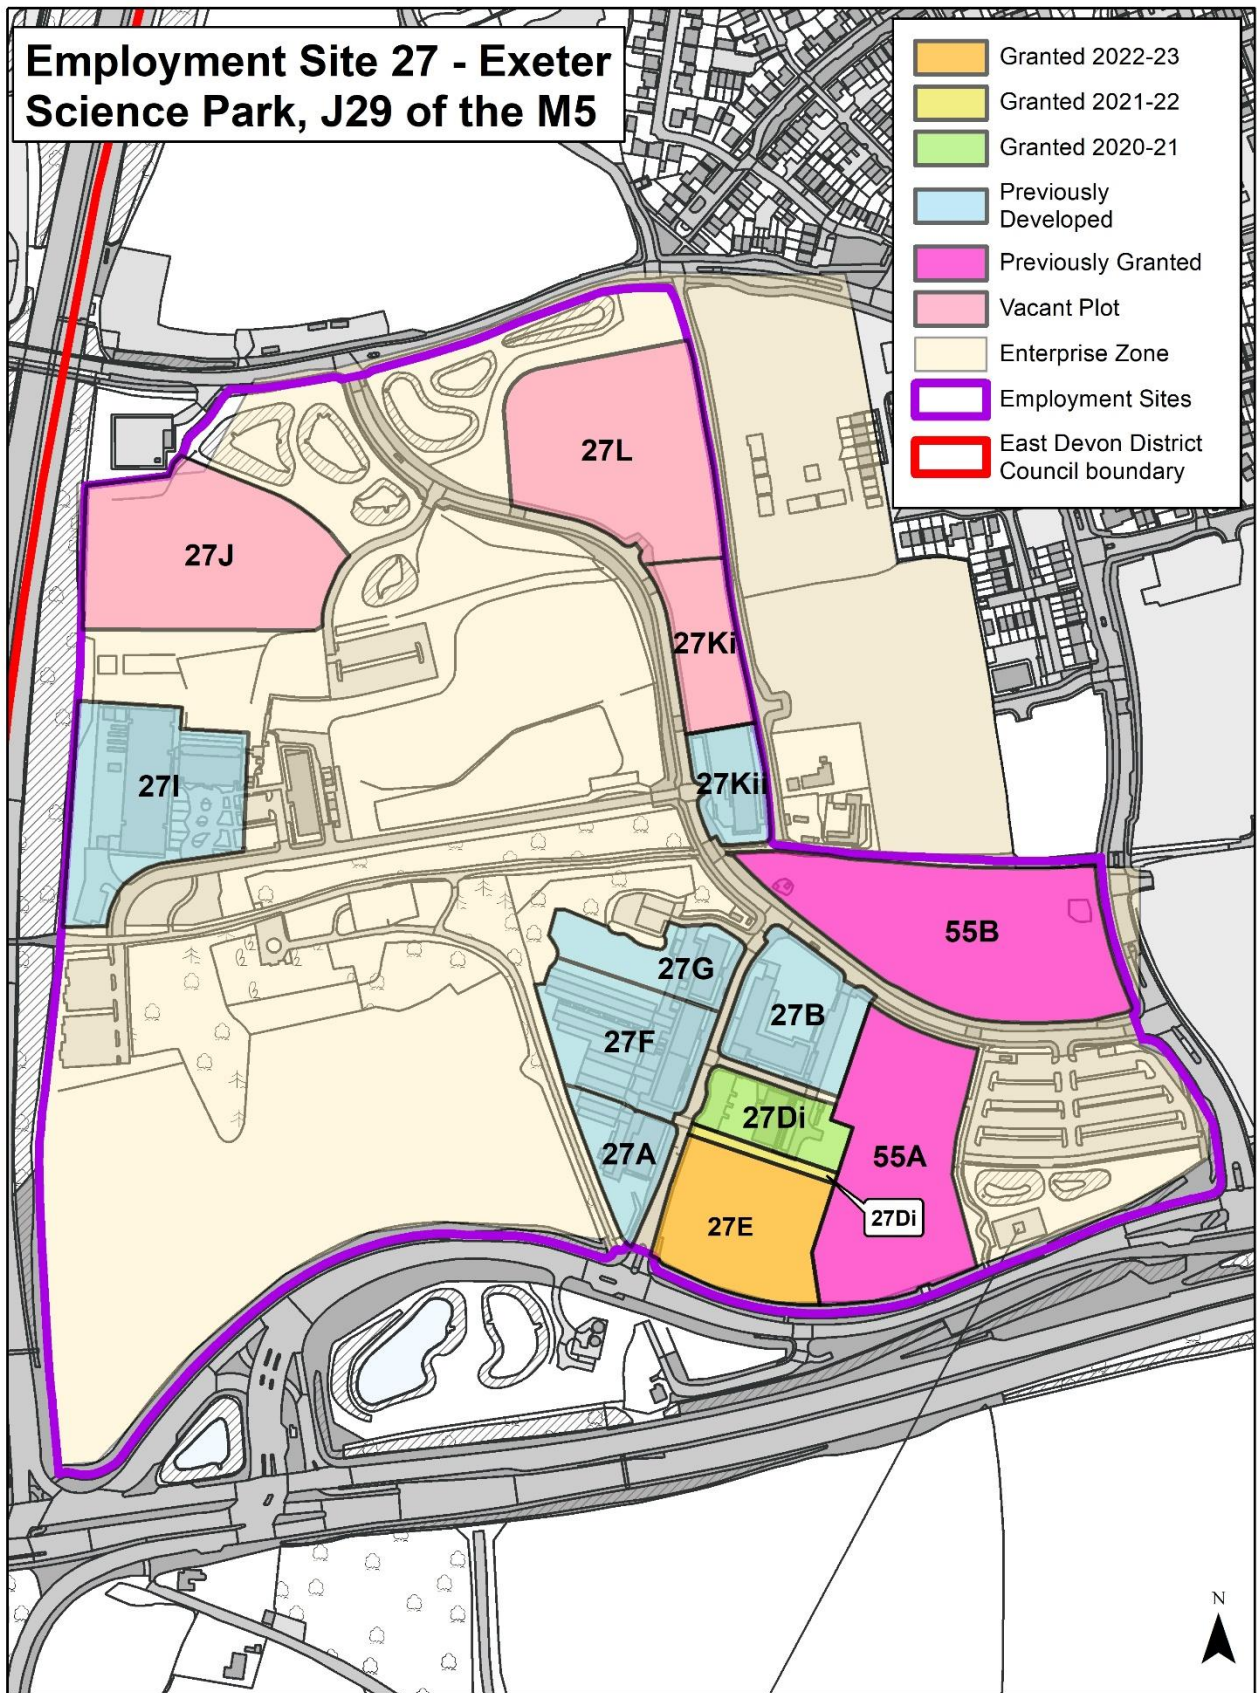 Employment Site 27 - Exeter
Science Park, J29 of the M5
Granted 2022-23
Granted 2021-22
Granted 2020-21
Previously
Developed
Previously Granted
Vacant Plot
Enterprise Zone
Employment Sites
East Devon District
Council boundary
27L
27J
27Ki
27I
27Kii
55B
27G
27B
27F
27Di
27A
55A
27Di
27E
N